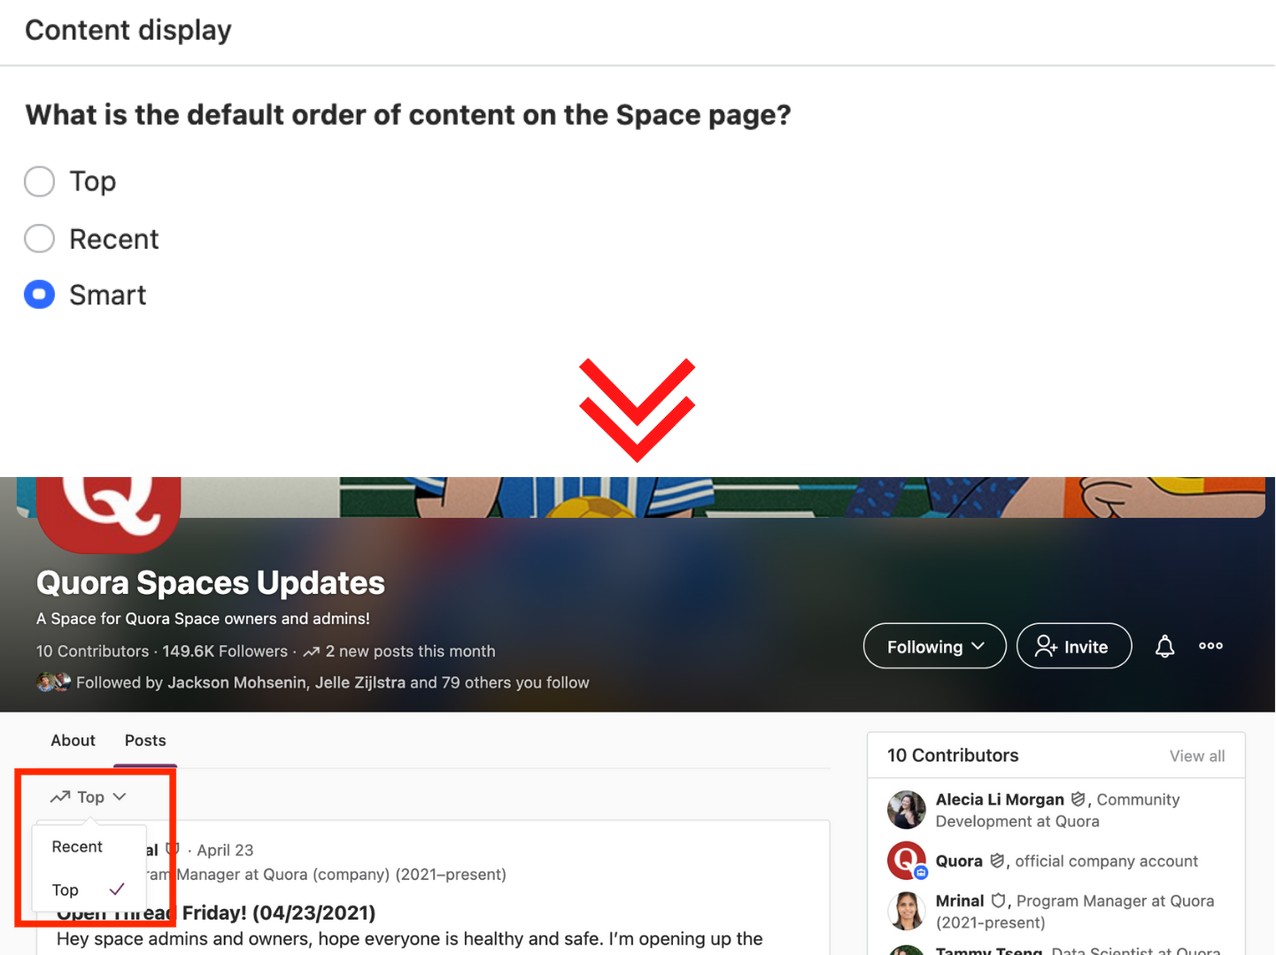 Content display
What is the default order of content on the Space page?
Top
Recent
Smart
Q
Quora Spaces Updates
A Space for Quora Space owners and admins!
10 Contributors · 149.6K Followers · 2 new posts this month
Followed by Jackson Mohsenin, Jelle Zijlstra and 79 others you follow
Following
Invite
About
Posts
Top
Recent
Top
al · April 23
ram Manager at Quora (company) (2021–present)
Open Thread Friday! (04/23/2021)
Hey space admins and owners, hope everyone is healthy and safe. I'm opening up the
10 Contributors
View all
Alecia Li Morgan , Community
Development at Quora
Q
Quora , official company account
Mrinal , Program Manager at Quora
(2021–present)
Tammy Tseng, Data Scientist at Quora